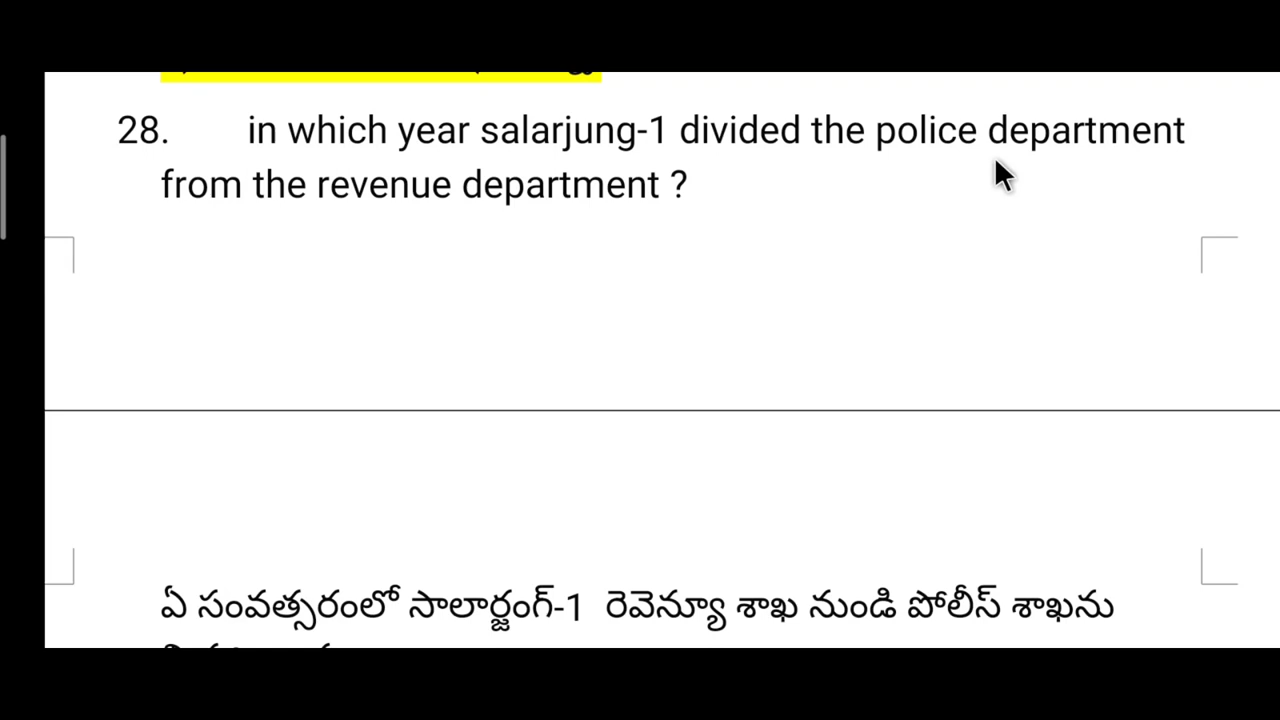 28. in which year salarjung-1 divided the police department
from the revenue department ?
ఏ సంవత్సరంలో సాలార్జంగ్-1 రెవెన్యూ శాఖ నుండి పోలీస్ శాఖను